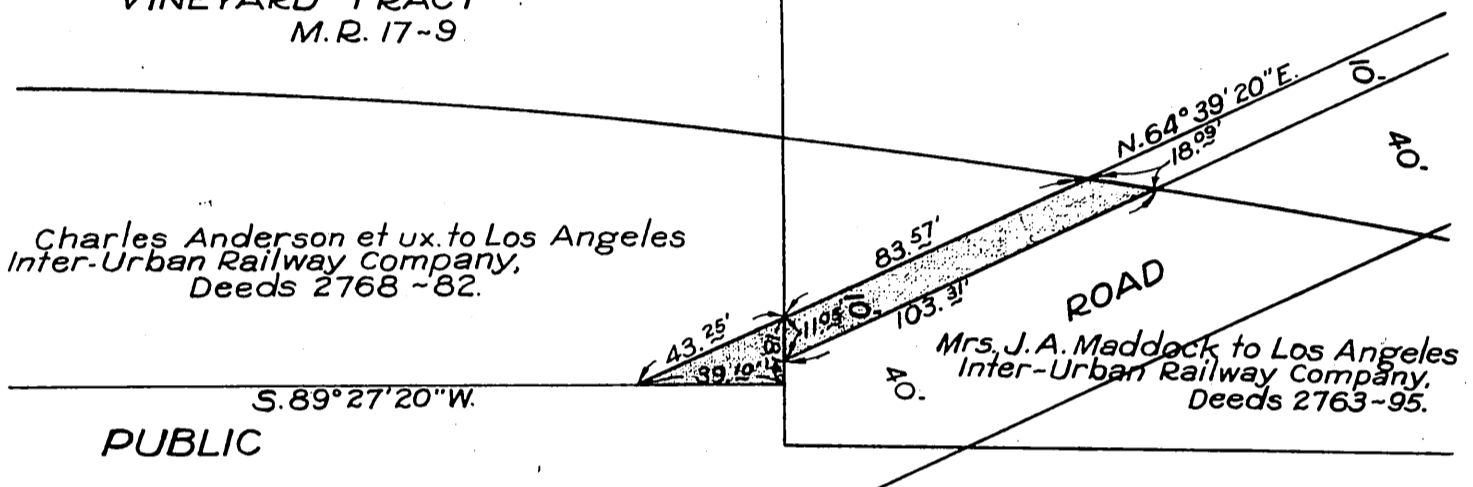 VINEYARD TRACT
M.R. 17~9
N.64°39'20"E.
18.09'
10.
40.
Charles Anderson et ux. to Los Angeles
Inter-Urban Railway Company,
Deeds 2768~82.
83.57'
103.31'
ROAD
43.25'
11.05'
10.
39.10'
Mrs. J.A. Maddock to Los Angeles
Inter-Urban Railway Company.
Deeds 2763~95.
40.
S.89°27'20"W.
PUBLIC